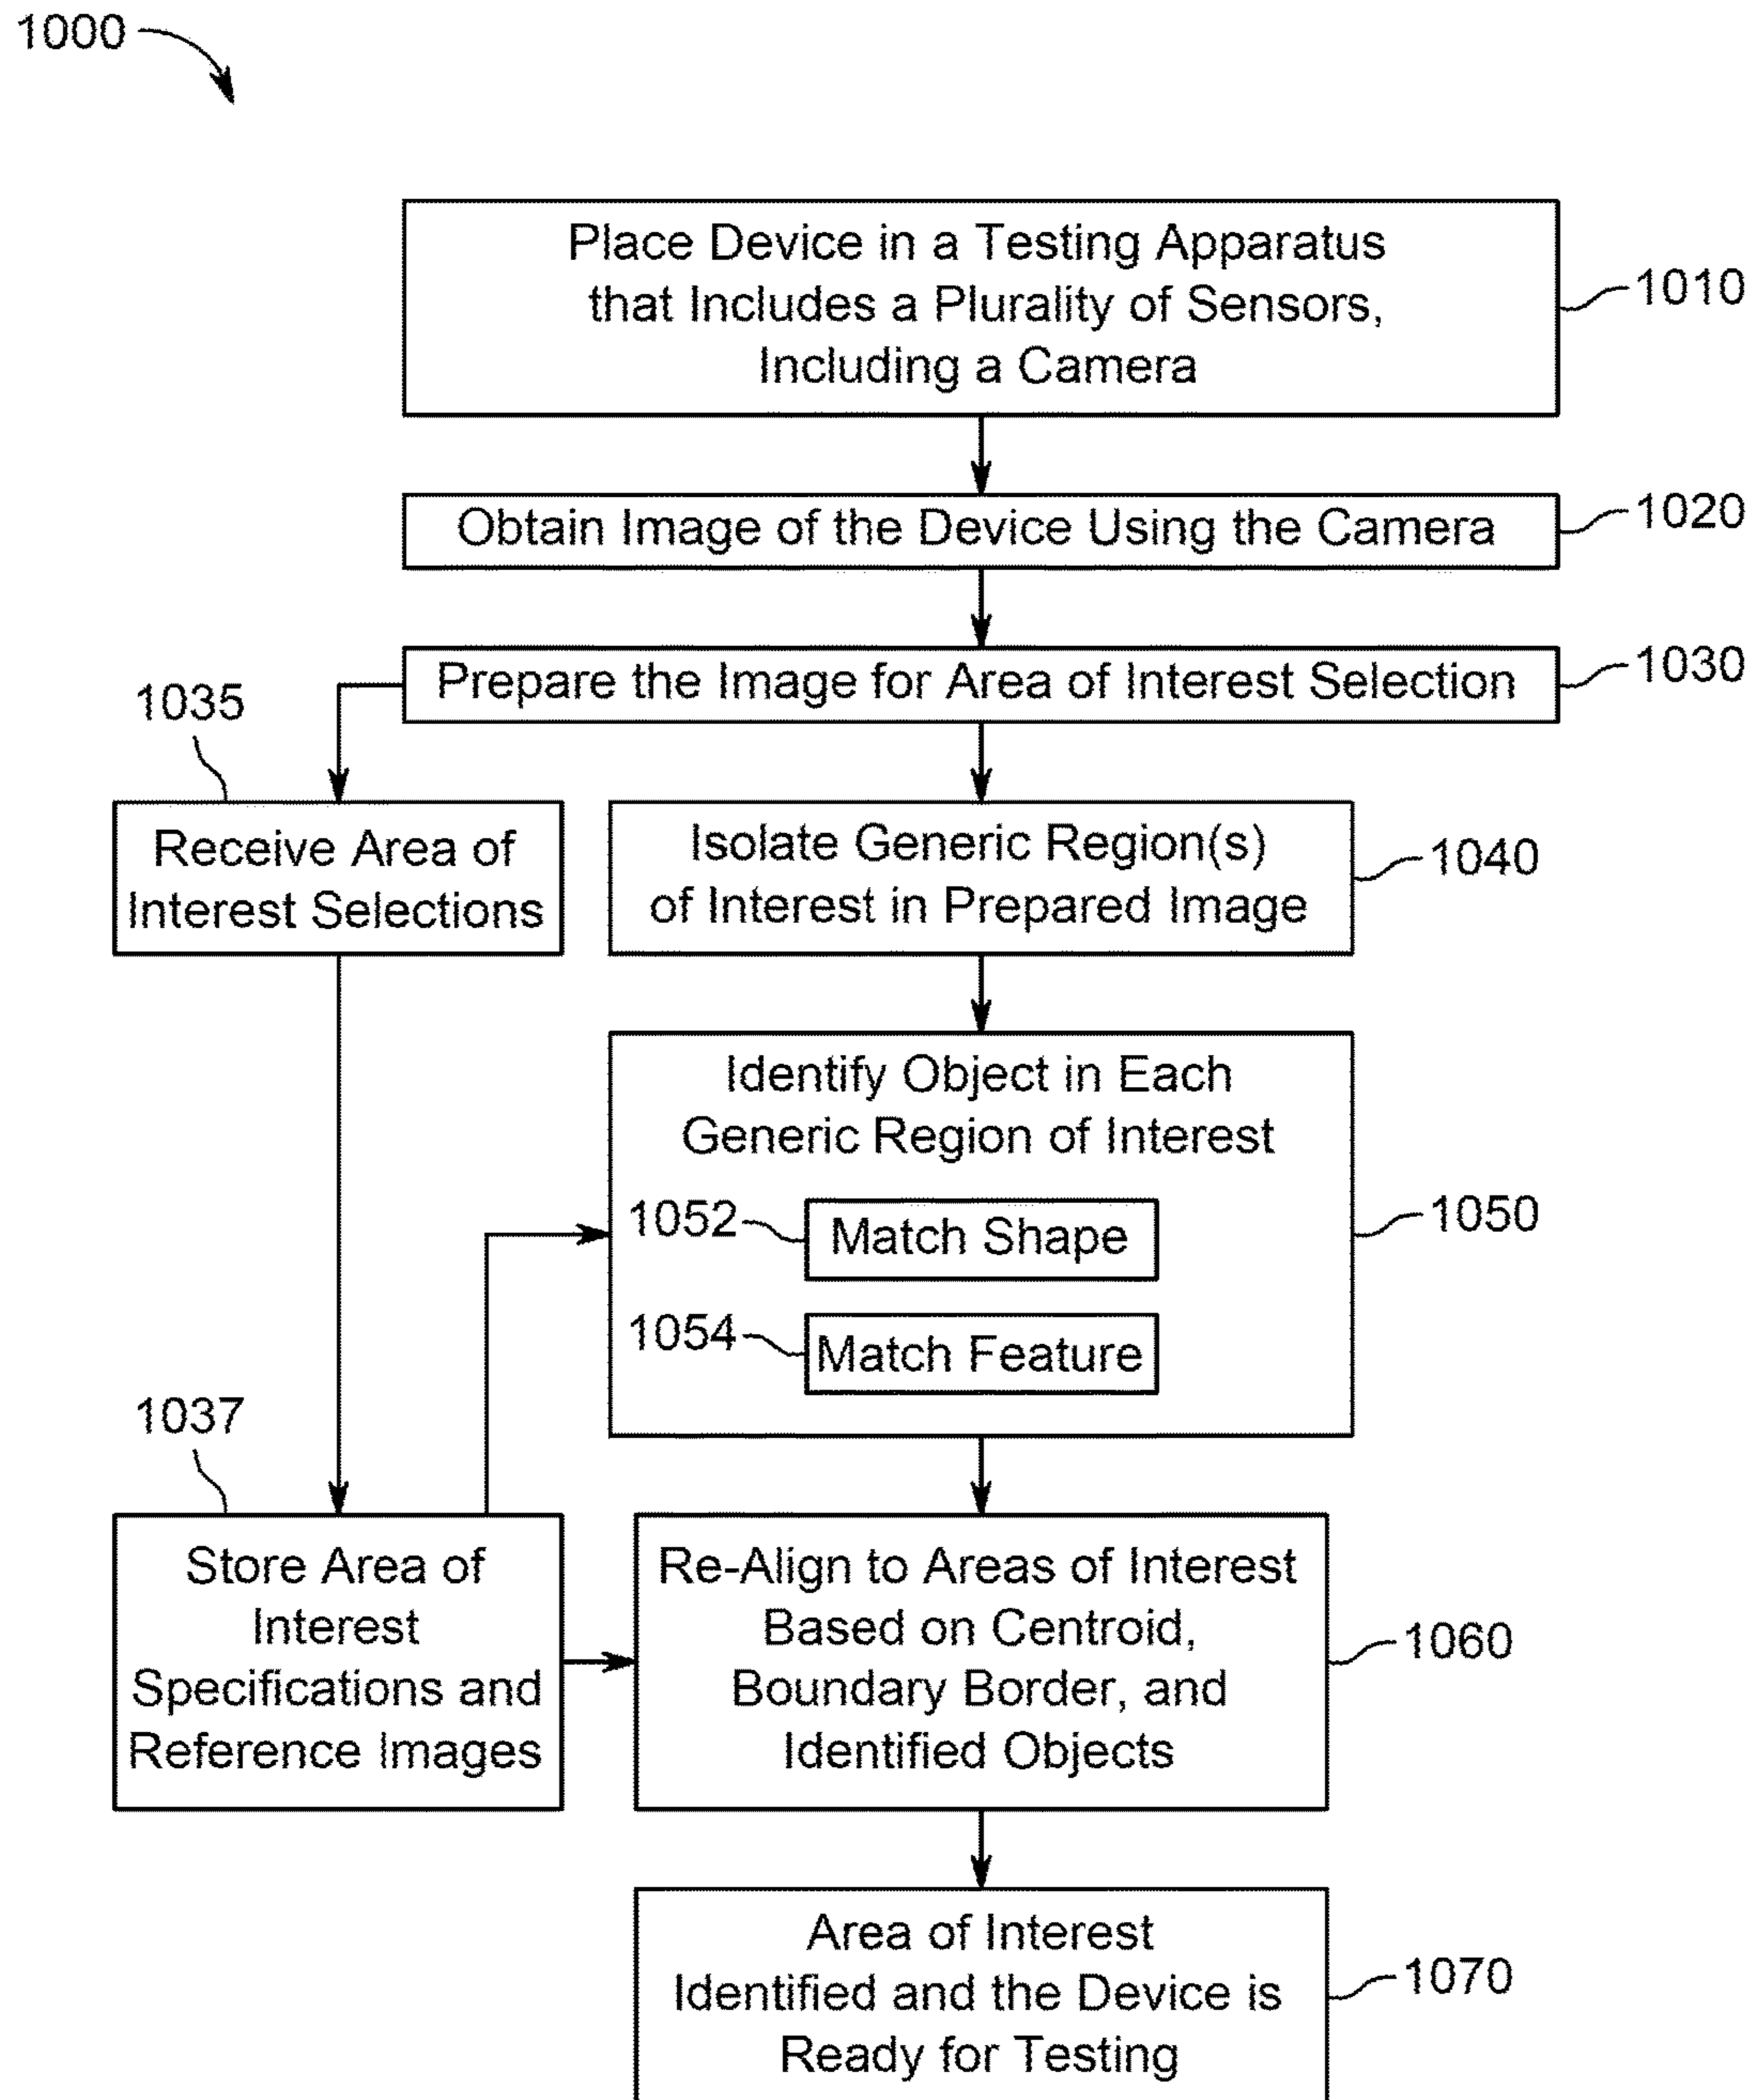 1000
Place Device in a Testing Apparatus
that Includes a Plurality of Sensors,
Including a Camera
1010
Obtain Image of the Device Using the Camera
1020
Prepare the Image for Area of Interest Selection
1030
1035
Receive Area of
Interest Selections
Isolate Generic Region(s)
of Interest in Prepared Image
1040
Identify Object in Each
Generic Region of Interest
1052
Match Shape
1050
1054
Match Feature
1037
Store Area of
Interest
Specifications and
Reference Images
Re-Align to Areas of Interest
Based on Centroid,
Boundary Border, and
Identified Objects
1060
Area of Interest
Identified and the Device is
Ready for Testing
1070